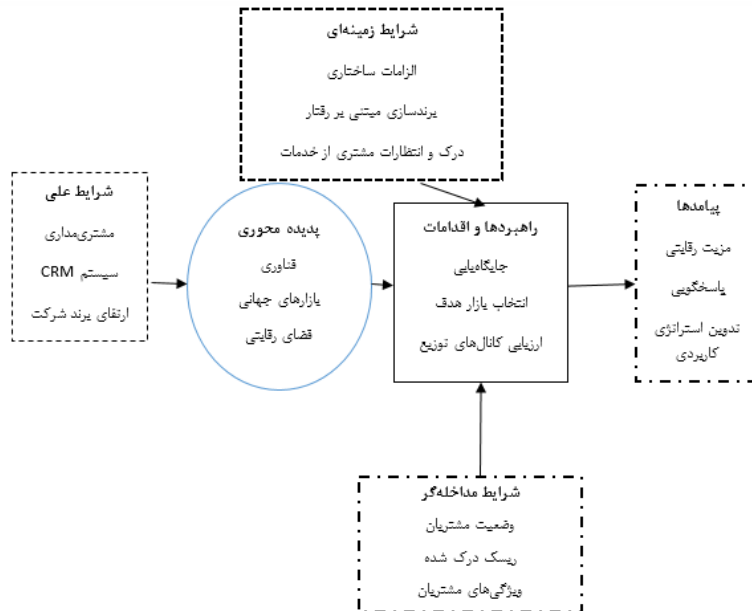 شرایط زمینه‌ای
الزامات ساختاری
برندسازی مبتنی بر رفتار
درک و انتظارات مشتری از خدمات
شرایط علی
مشتری‌مداری
سیستم CRM
ارتقای برند شرکت
پدیده محوری
فناوری
بازارهای جهانی
فضای رقابتی
راهبردها و اقدامات
جایگاه‌یابی
انتخاب بازار هدف
ارزیابی کانال‌های توزیع
پیامدها
مزیت رقابتی
پاسخگویی
تدوین استراتژی
کاربردی
شرایط مداخله‌گر
وضعیت مشتریان
ریسک درک شده
ویژگی‌های مشتریان